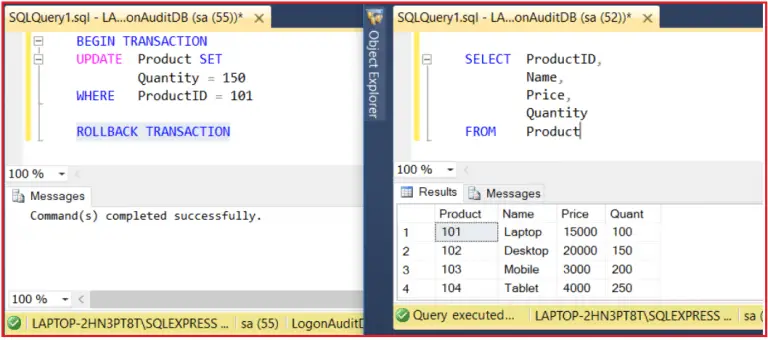 SQLQuery1.sql - LA...onAuditDB (sa (55))* ×
BEGIN TRANSACTION
UPDATE Product SET
Quantity = 150
WHERE ProductID = 101
ROLLBACK TRANSACTION
100 %
Messages
Command(s) completed successfully.
100 %
LAPTOP-2HN3PT8T\SQLEXPRESS ... sa (55) LogonAuditD
Object Explorer
SQLQuery1.sql - LA...onAuditDB (sa (52))* ×
SELECT ProductID,
Name,
Price,
Quantity
FROM Product
100 %
Results Messages
Product Name Price Quant
1 101 Laptop 15000 100
2 102 Desktop 20000 150
3 103 Mobile 3000 200
4 104 Tablet 4000 250
Query executed... LAPTOP-2HN3PT8T\SQLEXPRESS ... sa